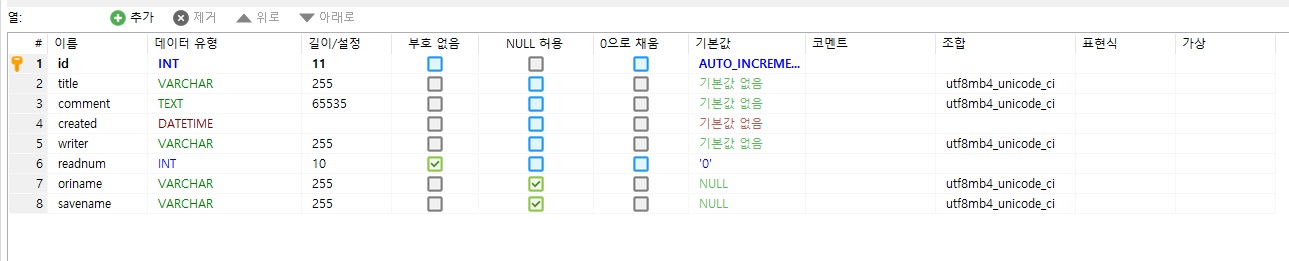 열: 추가 제거 위로 아래로
# 이름 데이터 유형 길이/설정 부호 없음 NULL 허용 0으로 채움 기본값 코멘트 조합 표현식 가상
1 id INT 11 AUTO_INCREME...
2 title VARCHAR 255 기본값 없음 utf8mb4_unicode_ci
3 comment TEXT 65535 기본값 없음 utf8mb4_unicode_ci
4 created DATETIME 기본값 없음
5 writer VARCHAR 255 기본값 없음 utf8mb4_unicode_ci
6 readnum INT 10 '0'
7 oriname VARCHAR 255 NULL utf8mb4_unicode_ci
8 savename VARCHAR 255 NULL utf8mb4_unicode_ci